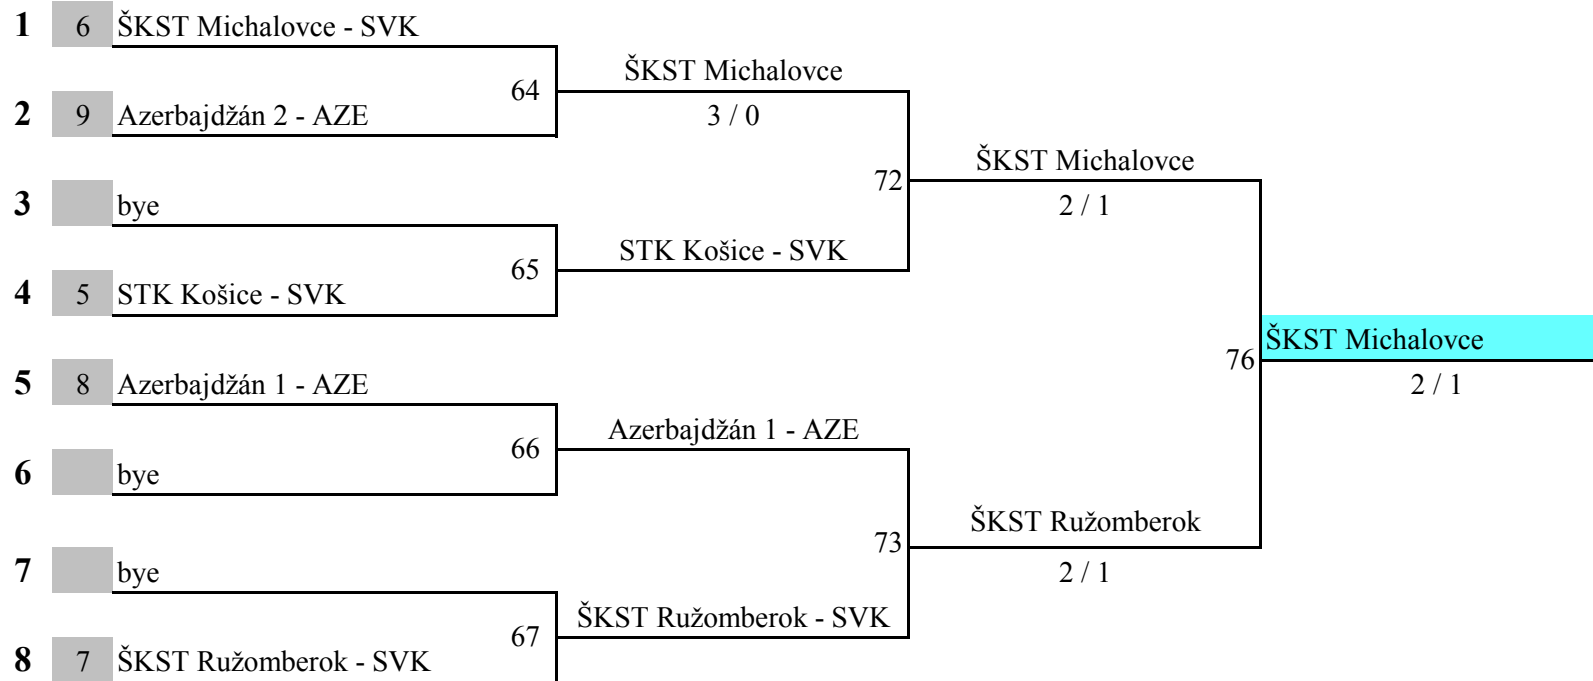 1 6 ŠKST Michalovce - SVK
ŠKST Michalovce
64
2 9 Azerbajdžán 2 - AZE
3 / 0
ŠKST Michalovce
72
3 bye
2 / 1
STK Košice - SVK
65
4 5 STK Košice - SVK
ŠKST Michalovce
76
5 8 Azerbajdžán 1 - AZE
2 / 1
Azerbajdžán 1 - AZE
66
6 bye
ŠKST Ružomberok
73
7 bye
2 / 1
ŠKST Ružomberok - SVK
67
8 7 ŠKST Ružomberok - SVK